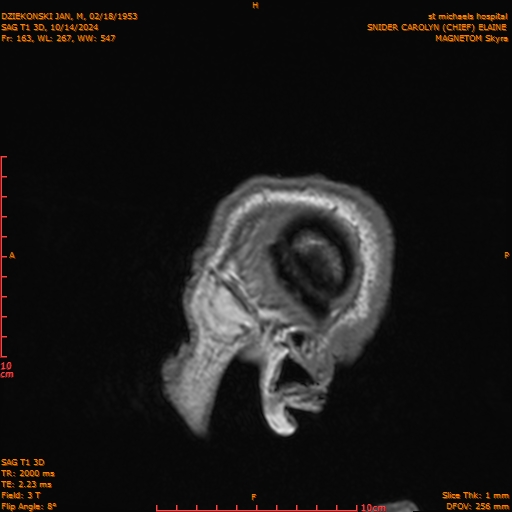 H
DZIEKONSKI JAN, M, 02/18/1953
SAG T1 3D, 10/14/2024
Fr: 163, WL: 267, WW: 547
st michaels hospital
SNIDER CAROLYN (CHIEF) ELAINE
MAGNETOM Skyra
A
P
10
cm
SAG T1 3D
TR: 2000 ms
TE: 2.23 ms
Field: 3 T
Flip Angle: 8°
F
10cm
Slice Thk: 1 mm
DFOV: 256 mm